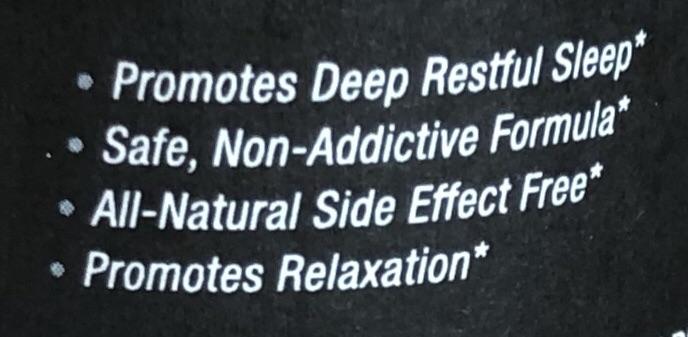 • Promotes Deep Restful Sleep*
• Safe, Non-Addictive Formula*
• All-Natural Side Effect Free*
• Promotes Relaxation*